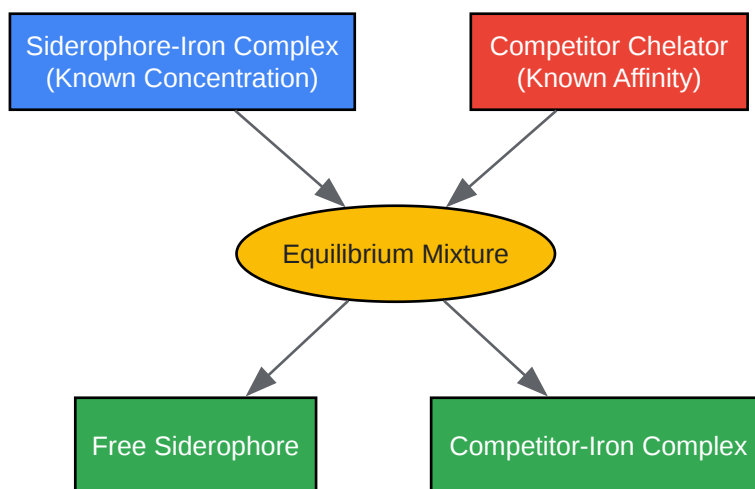 Siderophore-Iron Complex
(Known Concentration)
Competitor Chelator
(Known Affinity)
Equilibrium Mixture
Free Siderophore
Competitor-Iron Complex